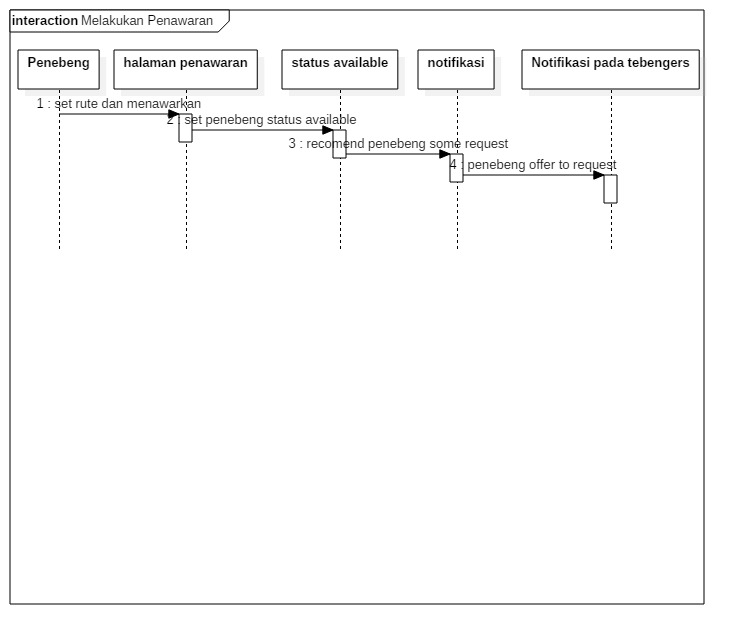 interaction Melakukan Penawaran
Penebeng
halaman penawaran
status available
notifikasi
Notifikasi pada tebengers
1 : set rute dan menawarkan
2 : set penebeng status available
3 : recomend penebeng some request
4 : penebeng offer to request